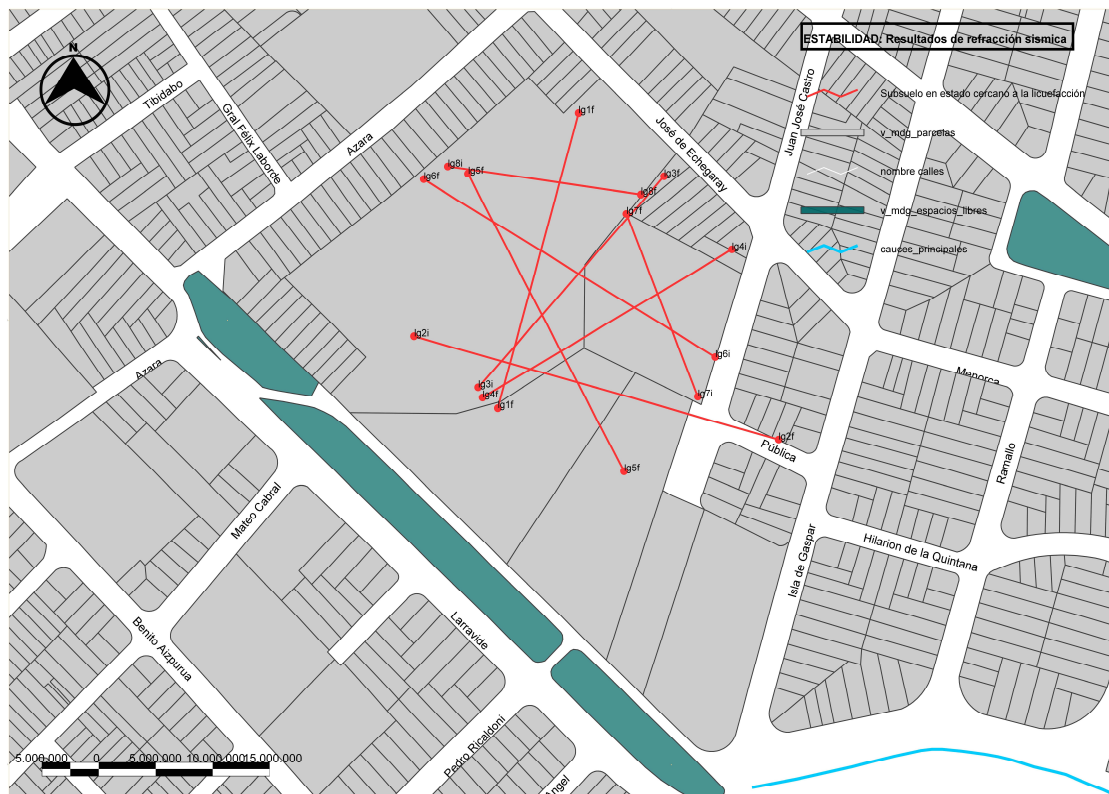 ESTABILIDAD: Resultados de refracción sísmica
N
Subsuelo en estado cercano a la licuefacción
v_mdg_parcelas
nombre calles
v_mdg_espacios_libres
cauces_principales
Tibidabo
Gral Félix Laborde
Azara
José de Echegaray
Juan José Castro
lg1f
lg8i
lg5f
lg6f
lg3f
lg8f
lg7f
lg4i
lg2i
lg6i
lg3i
lg4f
lg1f
lg7i
lg2f
lg5f
Azara
Menorca
Pública
Ramallo
Mateo Cabral
Isla de Gaspar
Hilarion de la Quintana
Benito Aizpurua
Larravide
Pedro Ricaldoni
Angel
5.000.000 0 5.000.000 10.000.000 15.000.000